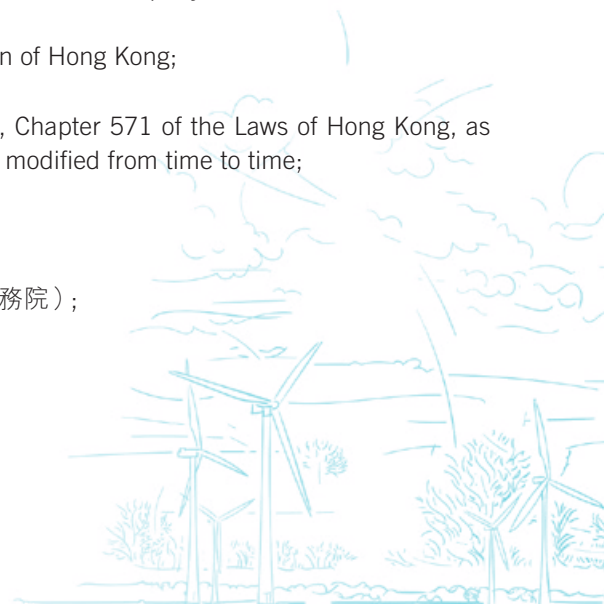 n of Hong Kong;
, Chapter 571 of the Laws of Hong Kong, as
modified from time to time;
務院);